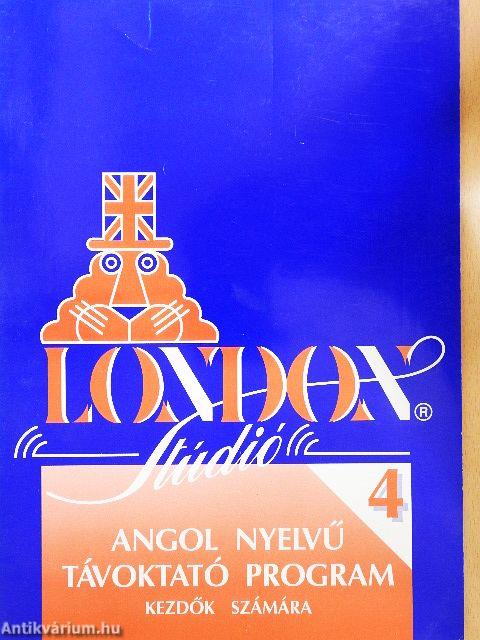 LONDON®
Stúdió
4
ANGOL NYELVŰ
TÁVOKTATÓ PROGRAM
KEZDŐK SZÁMÁRA
Antikvárium.hu